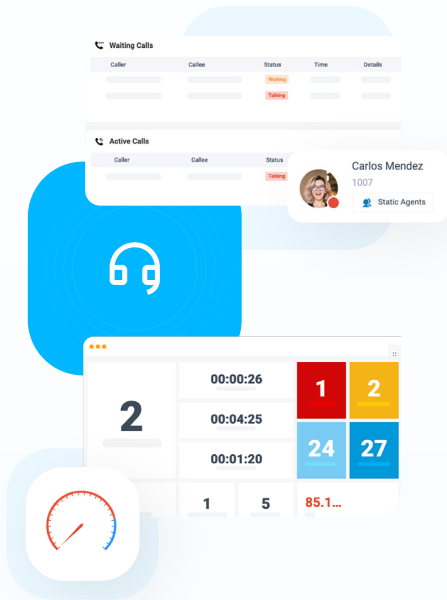 Waiting Calls
Caller Callee Status Time Details
Waiting
Talking
Active Calls
Caller Callee Status
Talking
Carlos Mendez
1007
Static Agents
2
00:00:26
00:04:25
00:01:20
1 2
24 27
1 5
85.1...